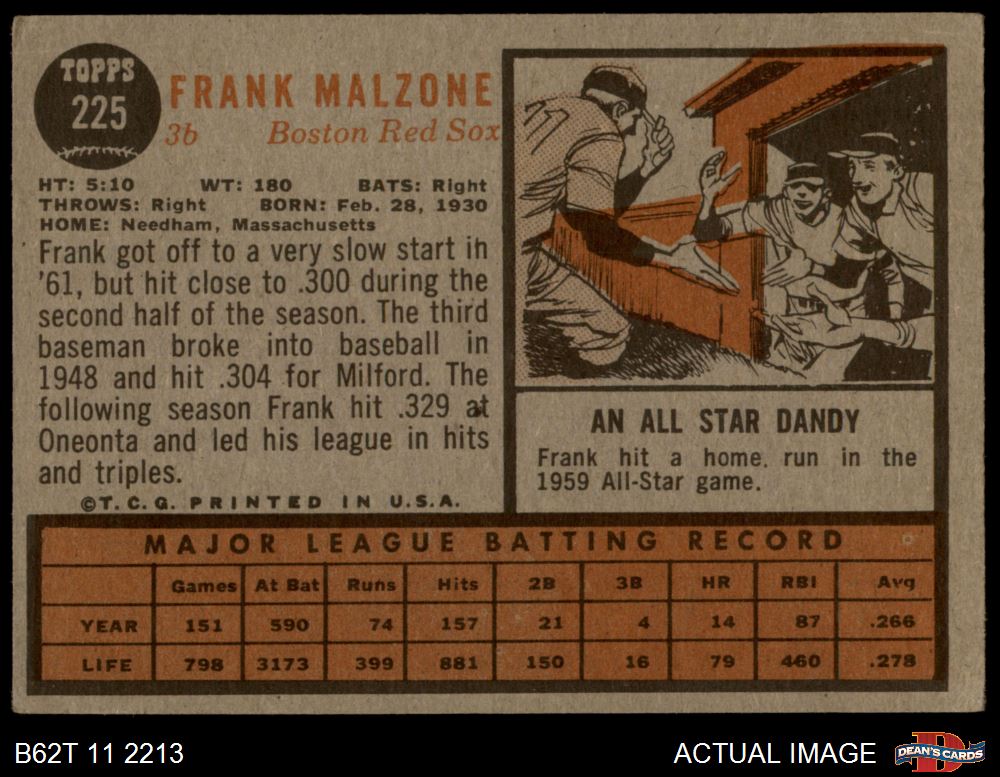 TOPPS
225
FRANK MALZONE
3b Boston Red Sox
HT: 5:10 WT: 180 BATS: Right
THROWS: Right BORN: Feb. 28, 1930
HOME: Needham, Massachusetts
Frank got off to a very slow start in
'61, but hit close to .300 during the
second half of the season. The third
baseman broke into baseball in
1948 and hit .304 for Milford. The
following season Frank hit .329 at
Oneonta and led his league in hits
and triples.
©T.C.G. PRINTED IN U.S.A.
11
AN ALL STAR DANDY
Frank hit a home. run in the
1959 All-Star game.
MAJOR LEAGUE BATTING RECORD
Games At Bat Runs Hits 2B 3B HR RBI Avg
YEAR 151 590 74 157 21 4 14 87 .266
LIFE 798 3173 399 881 150 16 79 460 .278
B62T 11 2213
ACTUAL IMAGE
DEAN'S CARDS